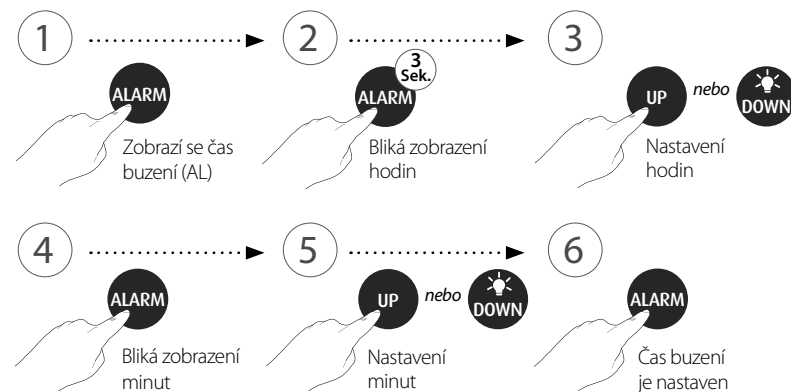 1
2
3
ALARM
3
Sek.
ALARM
UP
nebo
DOWN
Zobrazí se čas
buzení (AL)
Bliká zobrazení
hodin
Nastavení
hodin
4
5
6
ALARM
UP
nebo
DOWN
ALARM
Bliká zobrazení
minut
Nastavení
minut
Čas buzení
je nastaven